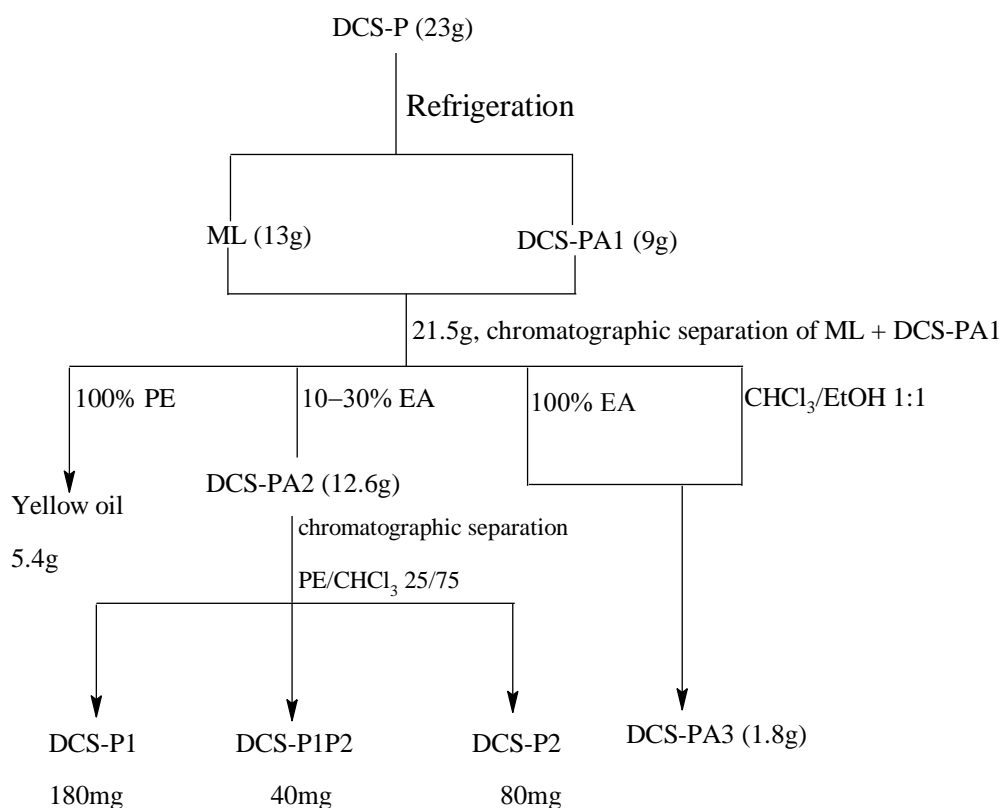 DCS-P (23g)
Refrigeration
ML (13g)
DCS-PA1 (9g)
21.5g, chromatographic separation of ML + DCS-PA1
100% PE
10−30% EA
100% EA
CHCl₃/EtOH 1:1
DCS-PA2 (12.6g)
Yellow oil
5.4g
chromatographic separation
PE/CHCl₃ 25/75
DCS-P1
180mg
DCS-P1P2
40mg
DCS-P2
80mg
DCS-PA3 (1.8g)